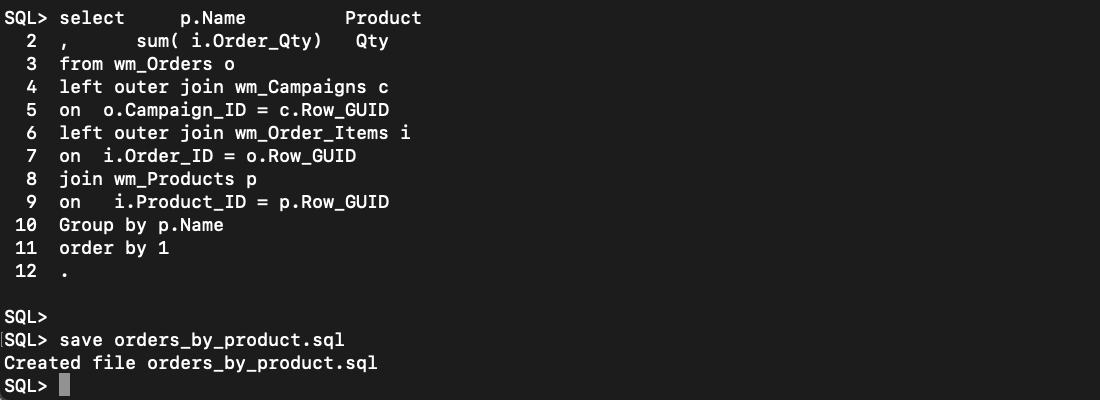 SQL> select     p.Name         Product
  2  ,      sum( i.Order_Qty)   Qty
  3  from wm_Orders o
  4  left outer join wm_Campaigns c
  5  on  o.Campaign_ID = c.Row_GUID
  6  left outer join wm_Order_Items i
  7  on  i.Order_ID = o.Row_GUID
  8  join wm_Products p
  9  on   i.Product_ID = p.Row_GUID
 10  Group by p.Name
 11  order by 1
 12  .
SQL>
SQL> save orders_by_product.sql
Created file orders_by_product.sql
SQL>